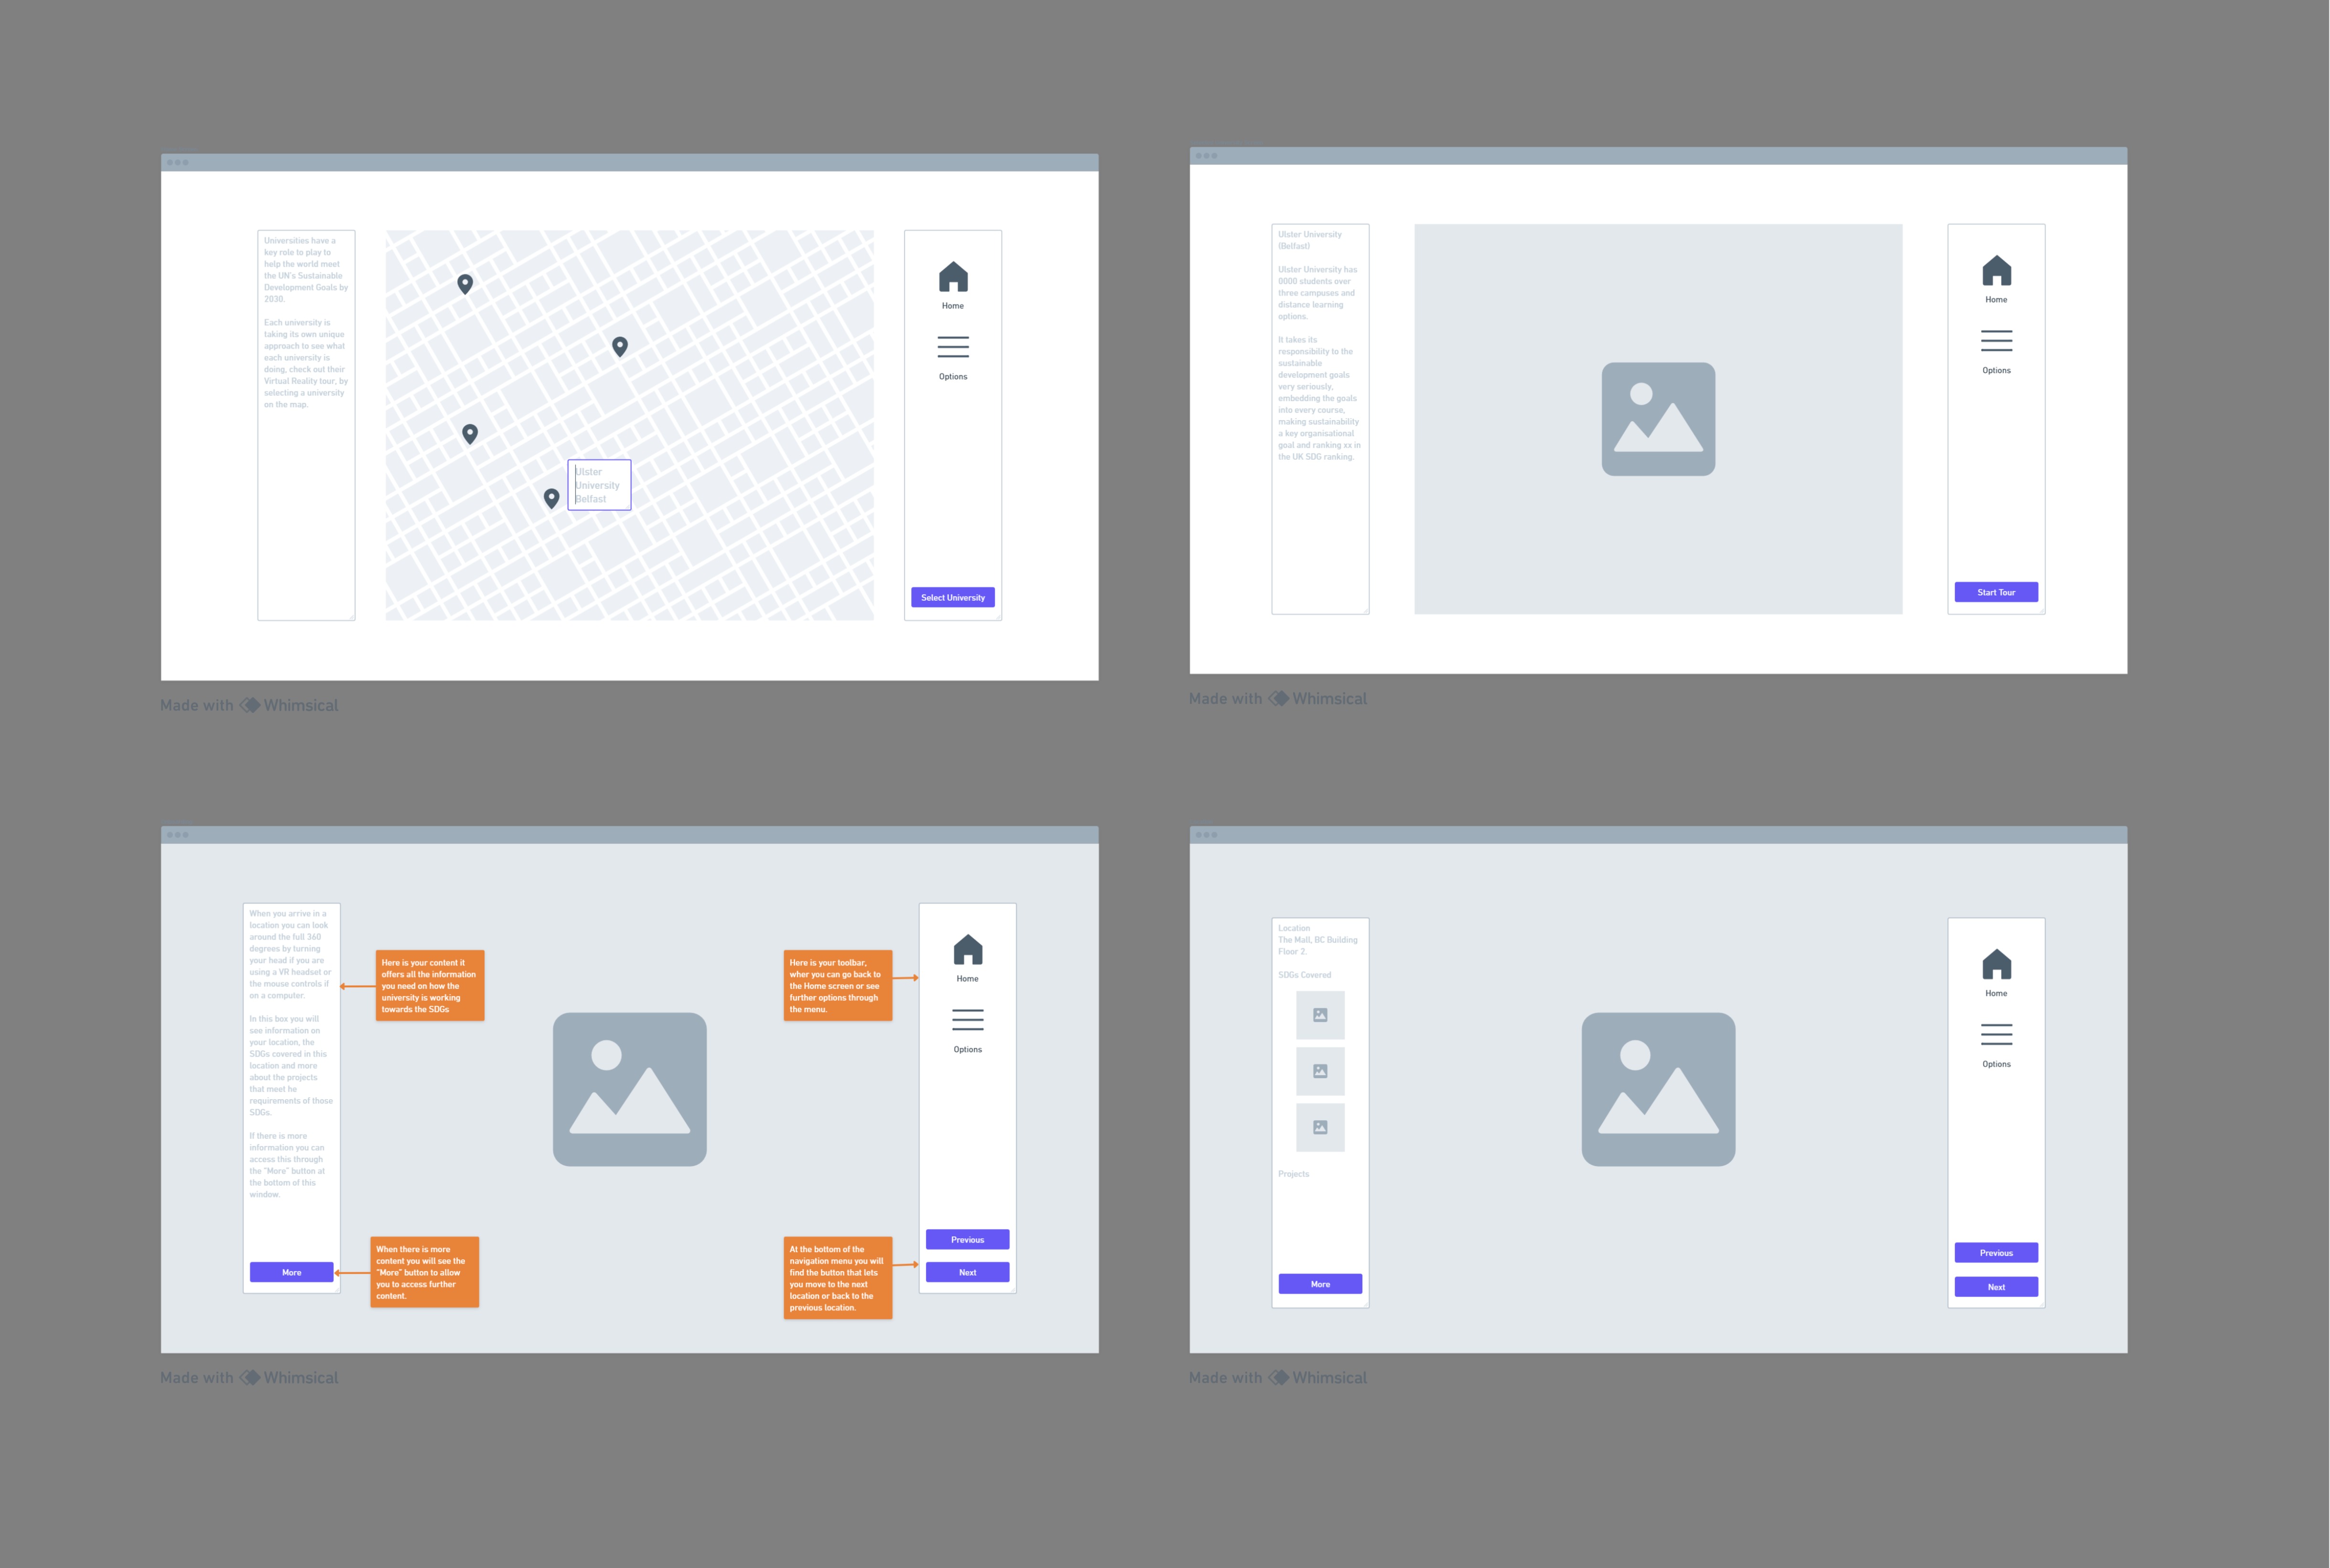 Universities have a
key role to play to
help the world meet
the UN's Sustainable
Development Goals by
2030.
Each university is
taking its own unique
approach to see what
each university is
doing, check out their
Virtual Reality tour, by
selecting a university
on the map.
Ulster
University
Belfast
Home
Options
Select University
Made with Whimsical
Ulster University
(Belfast)
Ulster University has
0000 students over
three campuses and
distance learning
options.
It takes its
responsibility to the
sustainable
development goals
very seriously,
embedding the goals
into every course,
making sustainability
a key organisational
goal and ranking xx in
the UK SDG ranking.
Home
Options
Start Tour
Made with Whimsical
When you arrive in a
location you can look
around the full 360
degrees by turning
your head if you are
using a VR headset or
the mouse controls if
on a computer.
In this box you will
see information on
your location, the
SDGs covered in this
location and more
about the projects
that meet he
requirements of those
SDGs.
If there is more
information you can
access this through
the "More" button at
the bottom of this
window.
More
Here is your content it
offers all the information
you need on how the
university is working
towards the SDGs
When there is more
content you will see the
"More" button to allow
you to access further
content.
Here is your toolbar,
wher you can go back to
the Home screen or see
further options through
the menu.
At the bottom of the
navigation menu you will
find the button that lets
you move to the next
location or back to the
previous location.
Home
Options
Previous
Next
Made with Whimsical
Location
The Mall, BC Building
Floor 2.
SDGs Covered
Projects
More
Home
Options
Previous
Next
Made with Whimsical